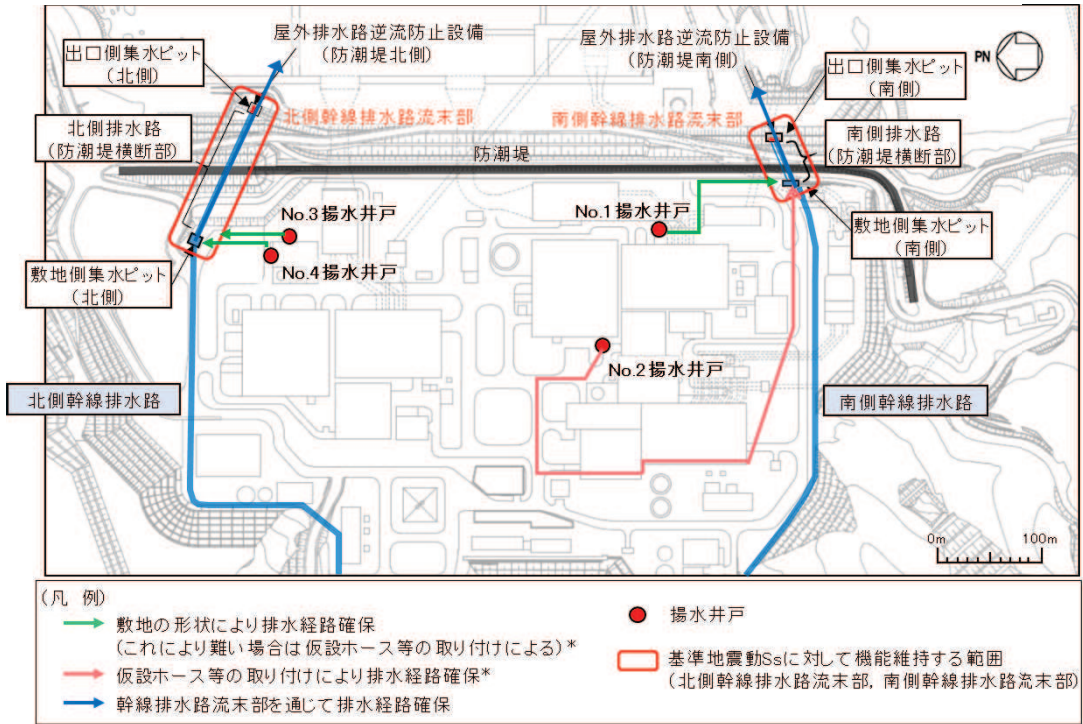 屋外排水路逆流防止設備
(防潮堤北側)
屋外排水路逆流防止設備
(防潮堤南側)
PN
出口側集水ピット
(北側)
出口側集水ピット
(南側)
北側幹線排水路流末部
南側幹線排水路流末部
北側排水路
(防潮堤横断部)
南側排水路
(防潮堤横断部)
防潮堤
No.3揚水井戸
No.1揚水井戸
敷地側集水ピット
(南側)
No.4揚水井戸
敷地側集水ピット
(北側)
No.2揚水井戸
北側幹線排水路
南側幹線排水路
0m 100m
(凡 例)
敷地の形状により排水経路確保
(これにより難い場合は仮設ホース等の取り付けによる)*
仮設ホース等の取り付けにより排水経路確保*
幹線排水路流末部を通じて排水経路確保
揚水井戸
基準地震動Ssに対して機能維持する範囲
(北側幹線排水路流末部, 南側幹線排水路流末部)